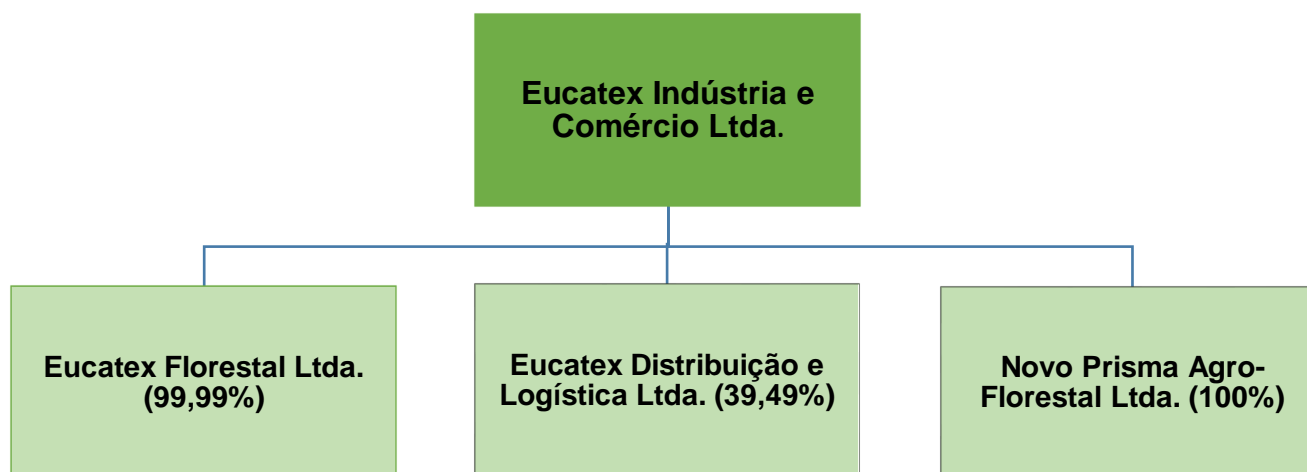 Eucatex Indústria e
Comércio Ltda.
Eucatex Florestal Ltda.
(99,99%)
Eucatex Distribuição e
Logística Ltda. (39,49%)
Novo Prisma Agro-
Florestal Ltda. (100%)